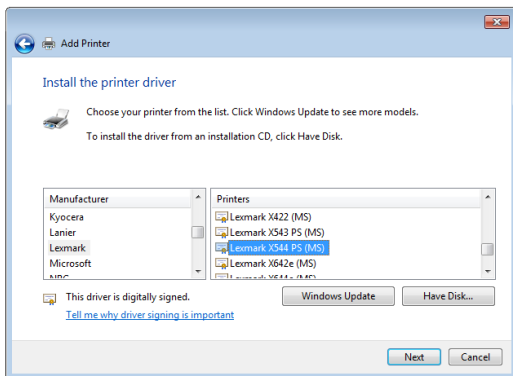 Add Printer
Install the printer driver
Choose your printer from the list. Click Windows Update to see more models.
To install the driver from an installation CD, click Have Disk.
Manufacturer
Kyocera
Lanier
Lexmark
Microsoft
Printers
Lexmark X422 (MS)
Lexmark X543 PS (MS)
Lexmark X544 PS (MS)
Lexmark X642e (MS)
This driver is digitally signed.
Tell me why driver signing is important
Windows Update
Have Disk...
Next
Cancel